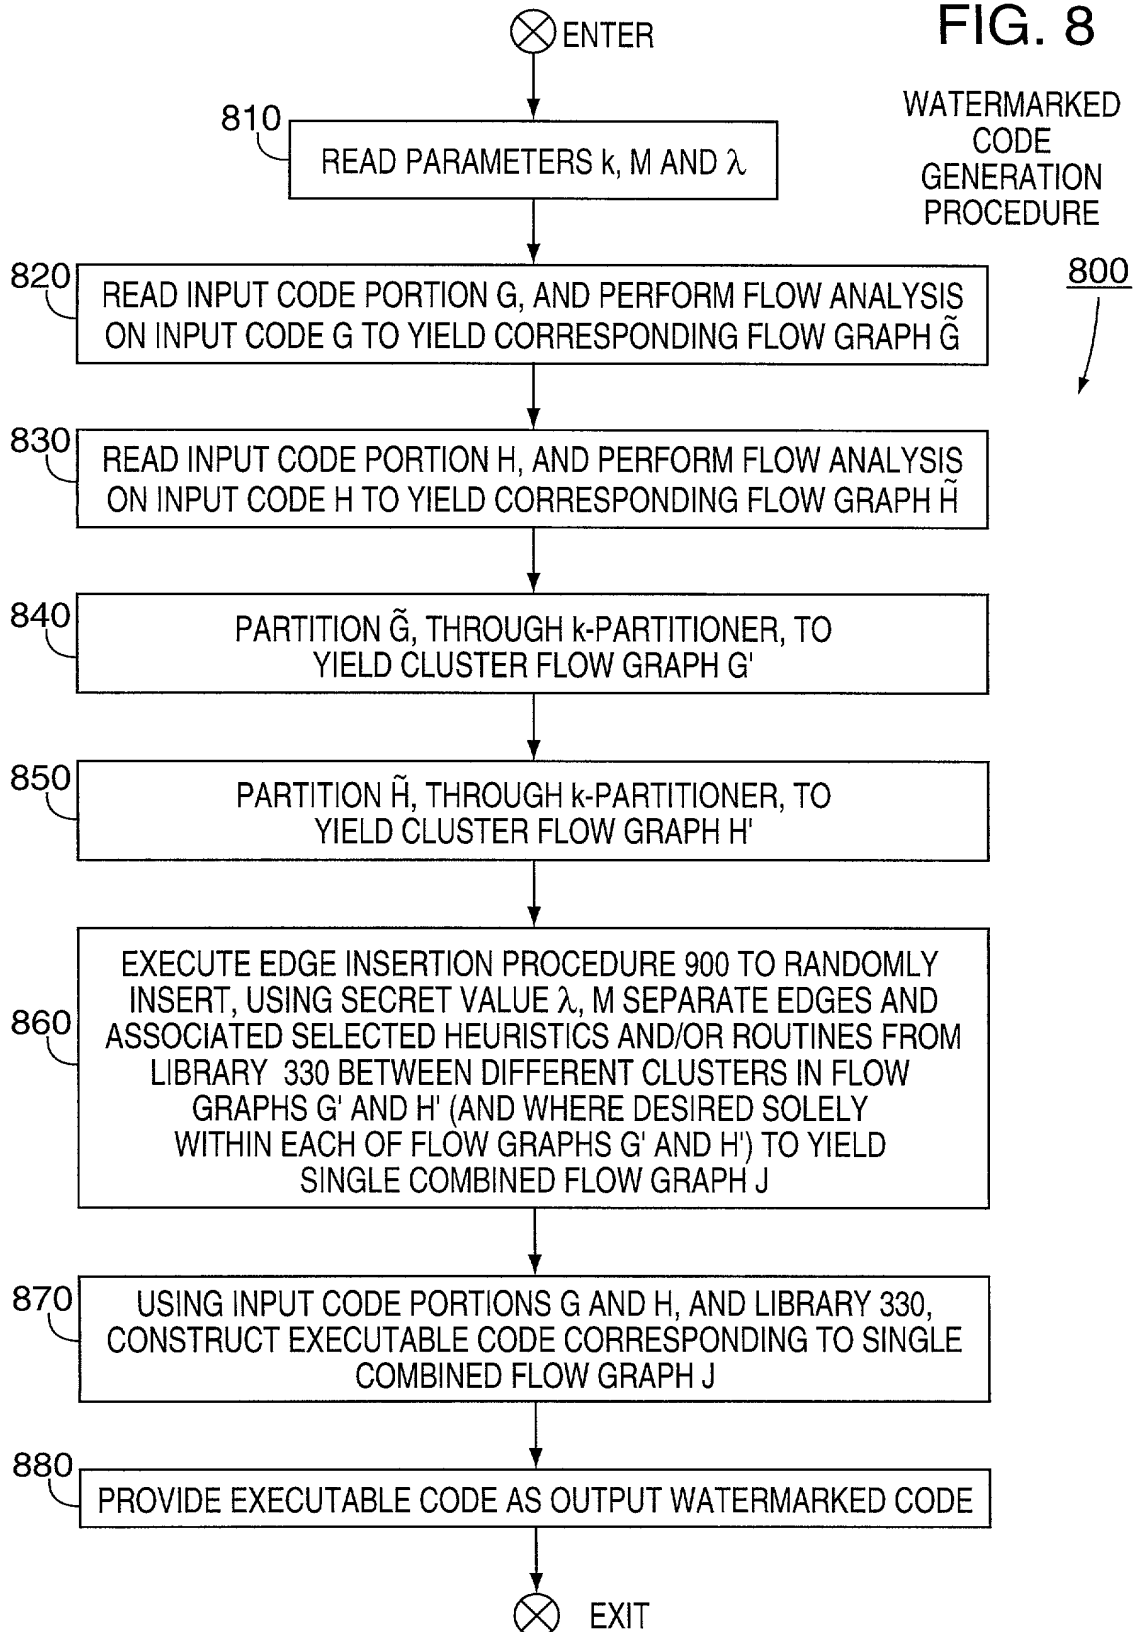 FIG. 8
WATERMARKED
CODE
GENERATION
PROCEDURE
800
ENTER
810
READ PARAMETERS k, M AND λ
820
READ INPUT CODE PORTION G, AND PERFORM FLOW ANALYSIS
ON INPUT CODE G TO YIELD CORRESPONDING FLOW GRAPH G̃
830
READ INPUT CODE PORTION H, AND PERFORM FLOW ANALYSIS
ON INPUT CODE H TO YIELD CORRESPONDING FLOW GRAPH H̃
840
PARTITION G̃, THROUGH k-PARTITIONER, TO
YIELD CLUSTER FLOW GRAPH G'
850
PARTITION H̃, THROUGH k-PARTITIONER, TO
YIELD CLUSTER FLOW GRAPH H'
860
EXECUTE EDGE INSERTION PROCEDURE 900 TO RANDOMLY
INSERT, USING SECRET VALUE λ, M SEPARATE EDGES AND
ASSOCIATED SELECTED HEURISTICS AND/OR ROUTINES FROM
LIBRARY 330 BETWEEN DIFFERENT CLUSTERS IN FLOW
GRAPHS G' AND H' (AND WHERE DESIRED SOLELY
WITHIN EACH OF FLOW GRAPHS G' AND H') TO YIELD
SINGLE COMBINED FLOW GRAPH J
870
USING INPUT CODE PORTIONS G AND H, AND LIBRARY 330,
CONSTRUCT EXECUTABLE CODE CORRESPONDING TO SINGLE
COMBINED FLOW GRAPH J
880
PROVIDE EXECUTABLE CODE AS OUTPUT WATERMARKED CODE
EXIT